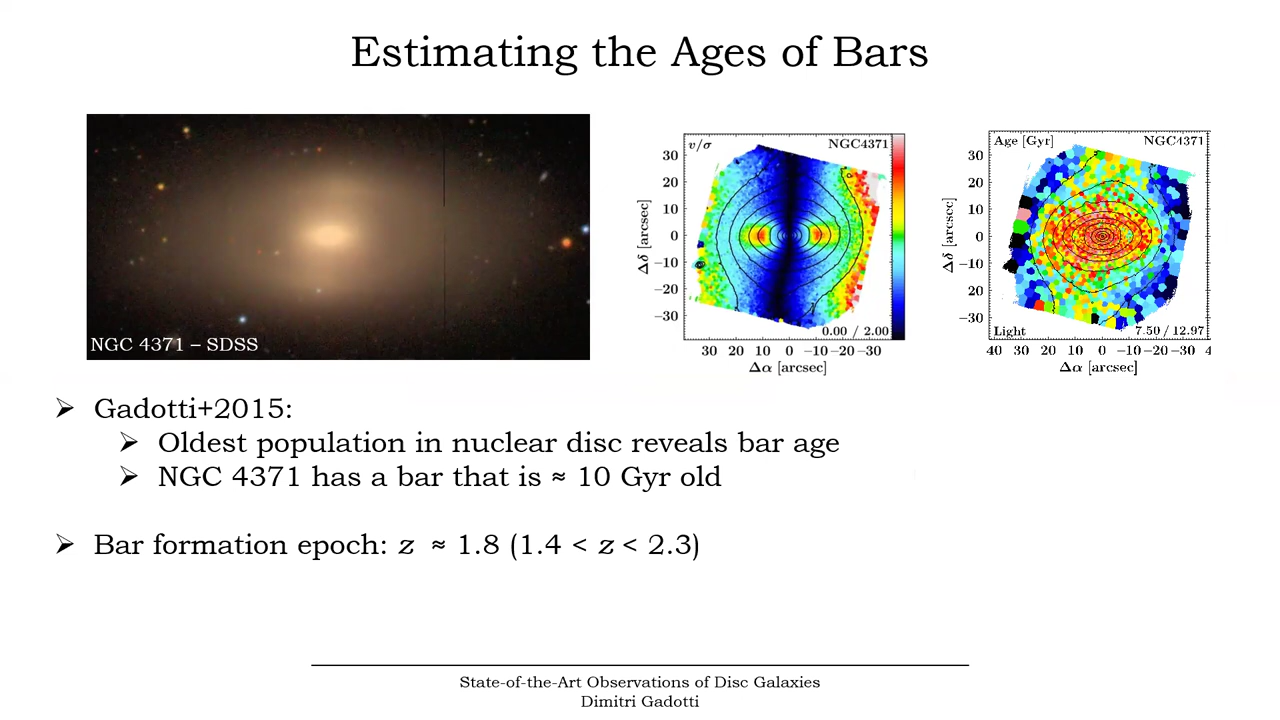 Estimating the Ages of Bars
NGC 4371 – SDSS
v/σ NGC4371
30
20
10
0
−10
−20
−30
Δδ [arcsec]
0.00 / 2.00
30 20 10 0 −10 −20 −30
Δα [arcsec]
Age [Gyr] NGC4371
30
20
10
0
−10
−20
−30
Δδ [arcsec]
Light 7.50 / 12.97
40 30 20 10 0 −10 −20 −30 4
Δα [arcsec]
➢ Gadotti+2015:
➢ Oldest population in nuclear disc reveals bar age
➢ NGC 4371 has a bar that is ≈ 10 Gyr old
➢ Bar formation epoch: z ≈ 1.8 (1.4 < z < 2.3)
State-of-the-Art Observations of Disc Galaxies
Dimitri Gadotti